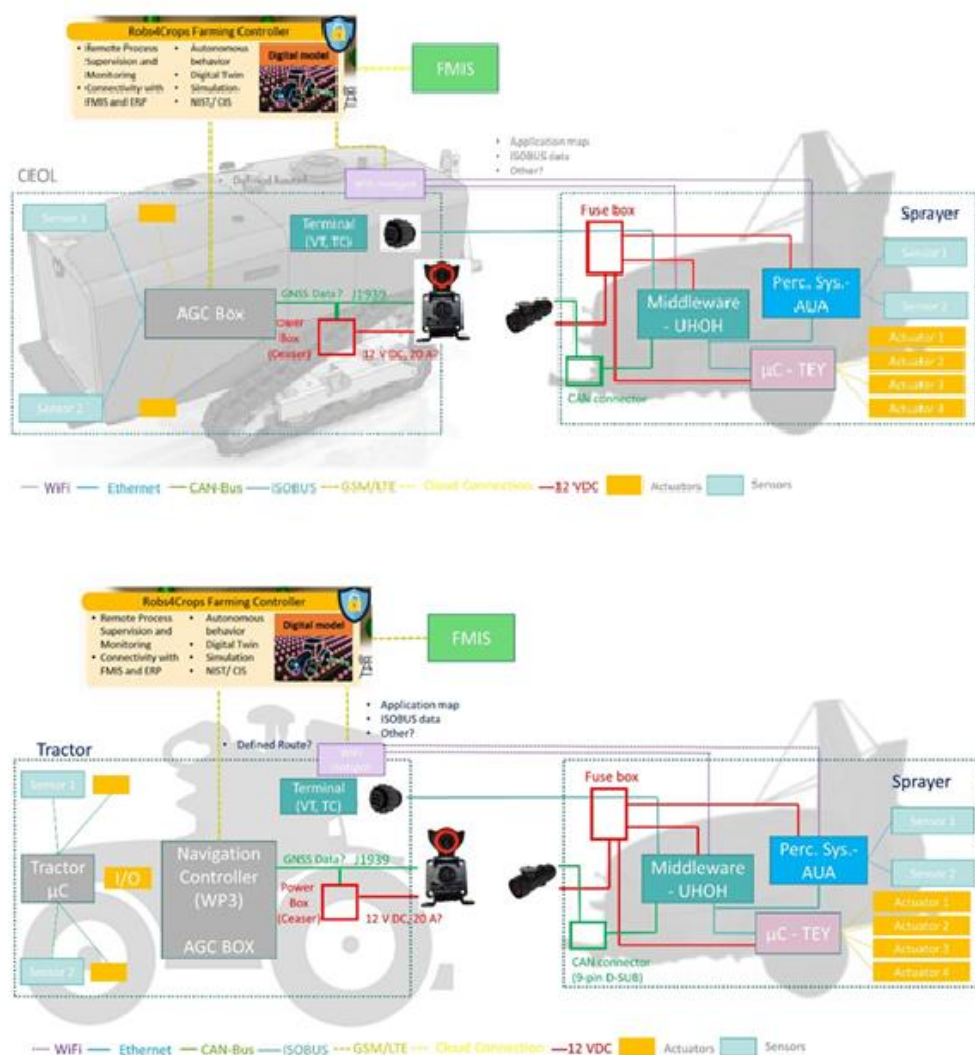 Robs4Crops Farming Controller
• Remote Process
Supervision and
Monitoring
• Connectivity with
FMIS and ERP
• Autonomous
behavior
• Digital Twin
• Simulation
• NIST/ CIS
Digital model
FMIS
• Application map
• ISOBUS data
• Other?
CEOL
• Defined Route?
Sensor 1
Terminal
(VT, TC)
AGC Box
GNSS Data?
J1939
Box
(Ceaser)
12 V DC, 20 A?
Sensor 2
Fuse box
Sprayer
Sensor 1
Middleware
- UHOH
Perc. Sys.-
AUA
Sensor 2
µC - TEY
Actuator 1
Actuator 2
Actuator 3
Actuator 4
CAN connector
WiFi
Ethernet
CAN-Bus
ISOBUS
GSM/LTE
Cloud Connection
12 VDC
Actuators
Sensors
Robs4Crops Farming Controller
• Remote Process
Supervision and
Monitoring
• Connectivity with
FMIS and ERP
• Autonomous
behavior
• Digital Twin
• Simulation
• NIST/ CIS
Digital model
FMIS
• Application map
• ISOBUS data
• Other?
Tractor
• Defined Route?
WiFi
Sensor 1
Terminal
(VT, TC)
Tractor
µC
I/O
Navigation
Controller
(WP3)
AGC BOX
GNSS Data?
J1939
Power
Box
(Ceaser)
12 V DC, 20 A?
Sensor 2
Fuse box
Sprayer
Sensor 1
Middleware
- UHOH
Perc. Sys.-
AUA
Sensor 2
µC - TEY
Actuator 1
Actuator 2
Actuator 3
Actuator 4
CAN connector
(9-pin D-SUB)
WiFi
Ethernet
CAN-Bus
ISOBUS
GSM/LTE
Cloud Connection
12 VDC
Actuators
Sensors